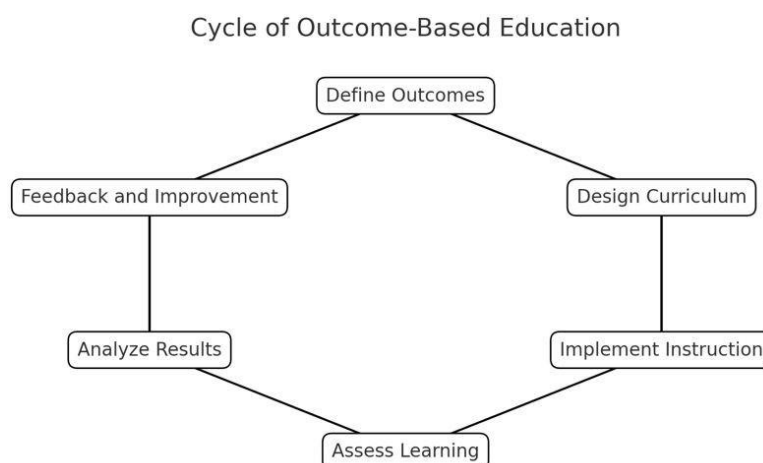 Cycle of Outcome-Based Education
Define Outcomes
Feedback and Improvement
Design Curriculum
Analyze Results
Implement Instruction
Assess Learning